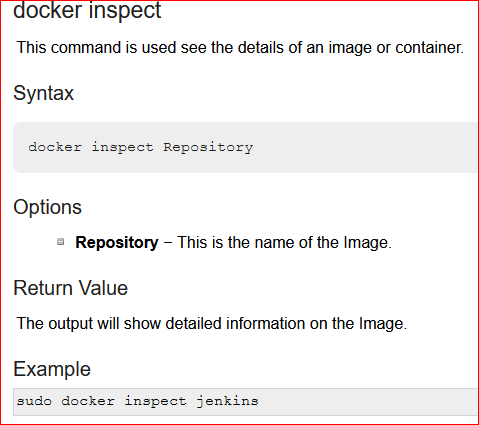 docker inspect
This command is used see the details of an image or container.
Syntax
docker inspect Repository
Options
Repository − This is the name of the Image.
Return Value
The output will show detailed information on the Image.
Example
sudo docker inspect jenkins